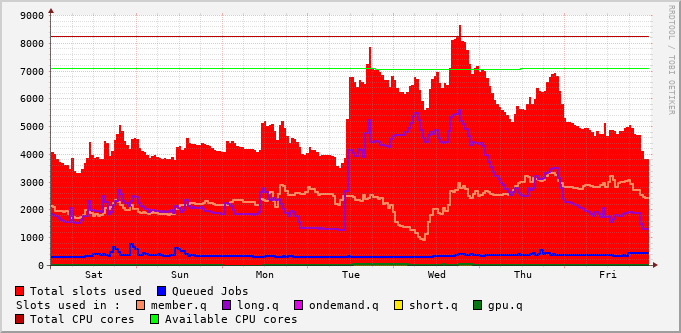 RRDTOOL / TOBI OETIKER
9000
8000
7000
6000
5000
4000
3000
2000
1000
0
Sat Sun Mon Tue Wed Thu Fri
Total slots used Queued Jobs
Slots used in : member.q long.q ondemand.q short.q gpu.q
Total CPU cores Available CPU cores